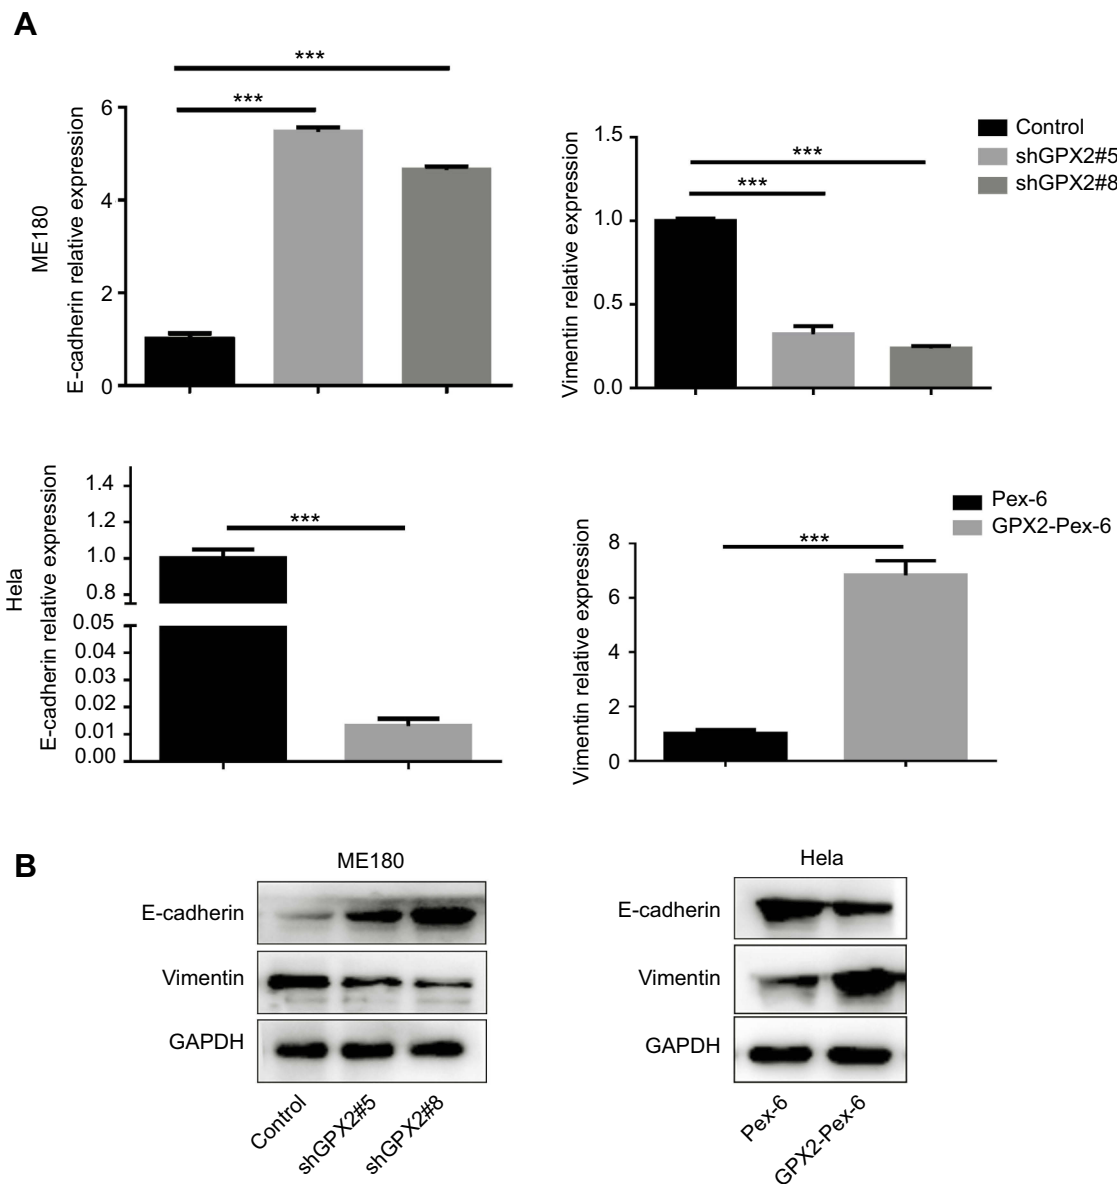 A
***
***
6
4
2
0
ME180
E-cadherin relative expression
***
***
1.5
1.0
0.5
0.0
Vimentin relative expression
Control
shGPX2#5
shGPX2#8
***
1.4
1.2
1.0
0.8
0.05
0.04
0.03
0.02
0.01
0.00
Hela
E-cadherin relative expression
***
8
6
4
2
0
Vimentin relative expression
Pex-6
GPX2-Pex-6
B
ME180
E-cadherin
Vimentin
GAPDH
Control
shGPX2#5
shGPX2#8
Hela
E-cadherin
Vimentin
GAPDH
Pex-6
GPX2-Pex-6